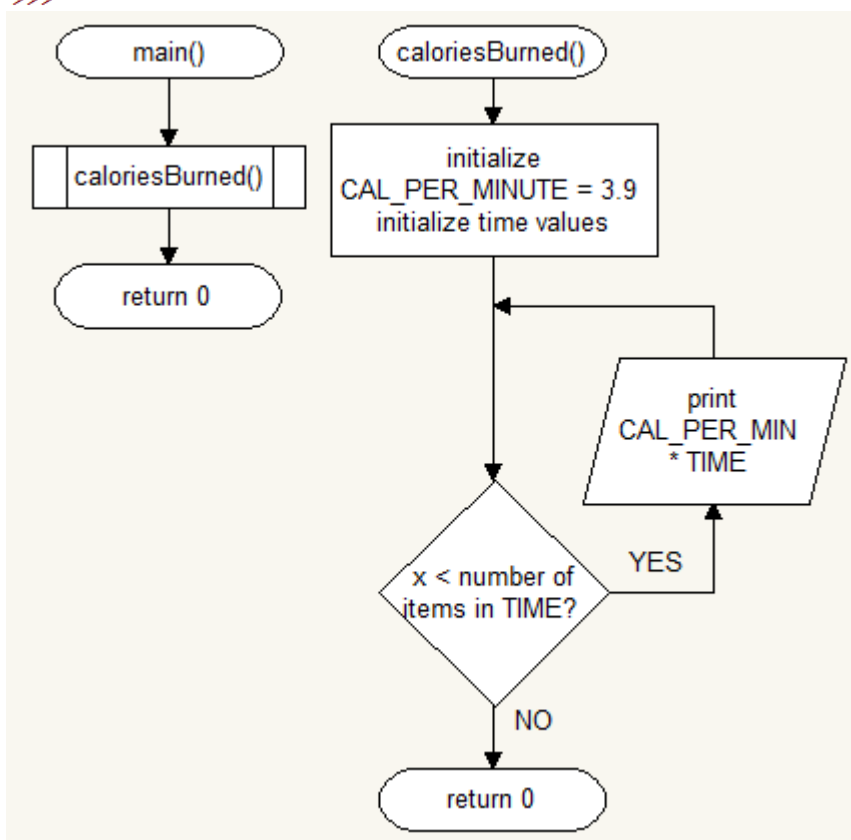 >>>
main()
caloriesBurned()
return 0
caloriesBurned()
initialize
CAL_PER_MINUTE = 3.9
initialize time values
print
CAL_PER_MIN
* TIME
YES
x < number of
items in TIME?
NO
return 0